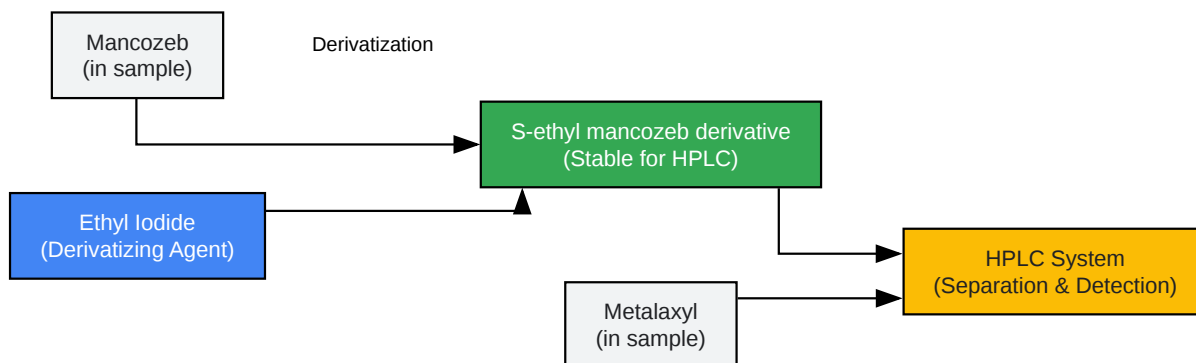 Mancozeb
(in sample)
Derivatization
S-ethyl mancozeb derivative
(Stable for HPLC)
Ethyl Iodide
(Derivatizing Agent)
HPLC System
(Separation & Detection)
Metalaxyl
(in sample)